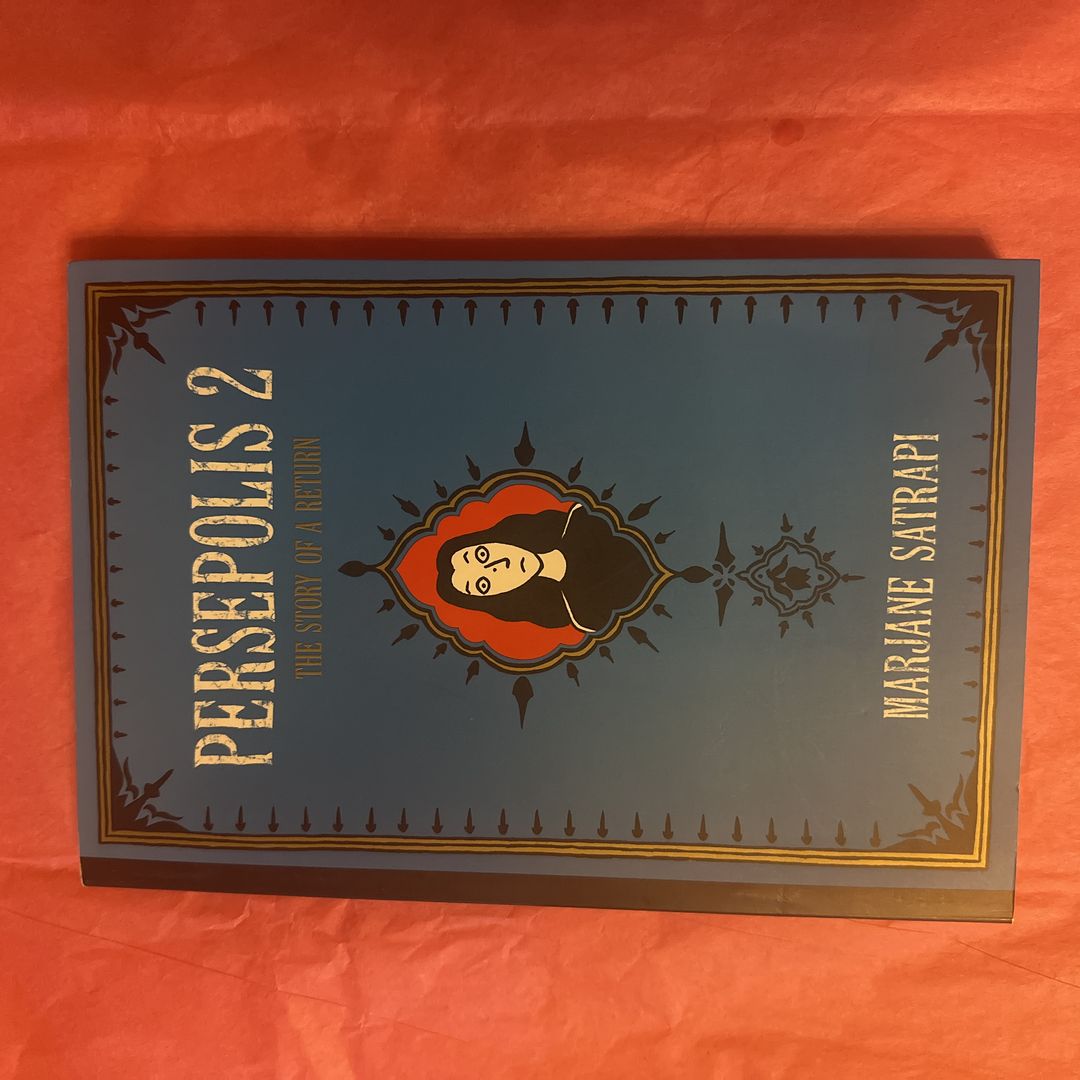 PERSEPOLIS 2
THE STORY OF A RETURN
MARJANE SATRAPI